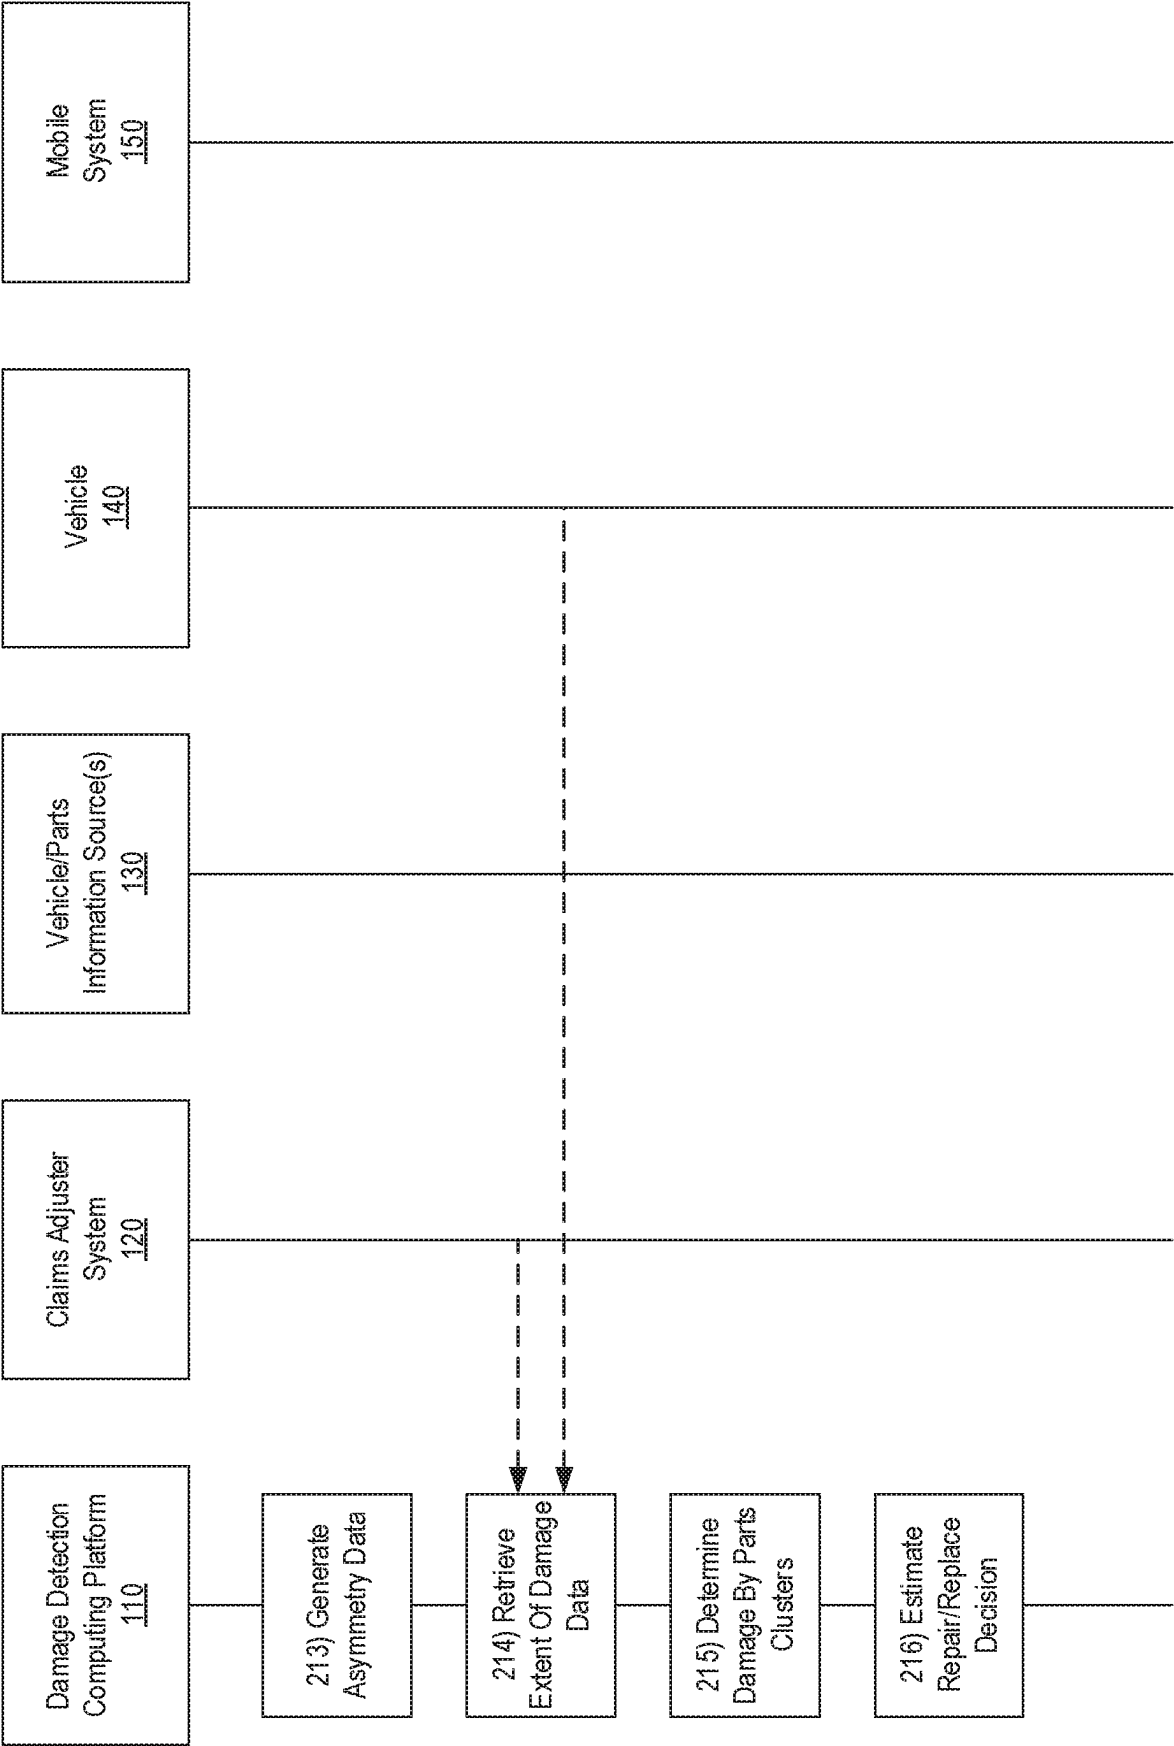 Damage Detection
Computing Platform
110
Claims Adjuster
System
120
Vehicle/Parts
Information Source(s)
130
Vehicle
140
Mobile
System
150
213) Generate
Asymmetry Data
214) Retrieve
Extent Of Damage
Data
215) Determine
Damage By Parts
Clusters
216) Estimate
Repair/Replace
Decision